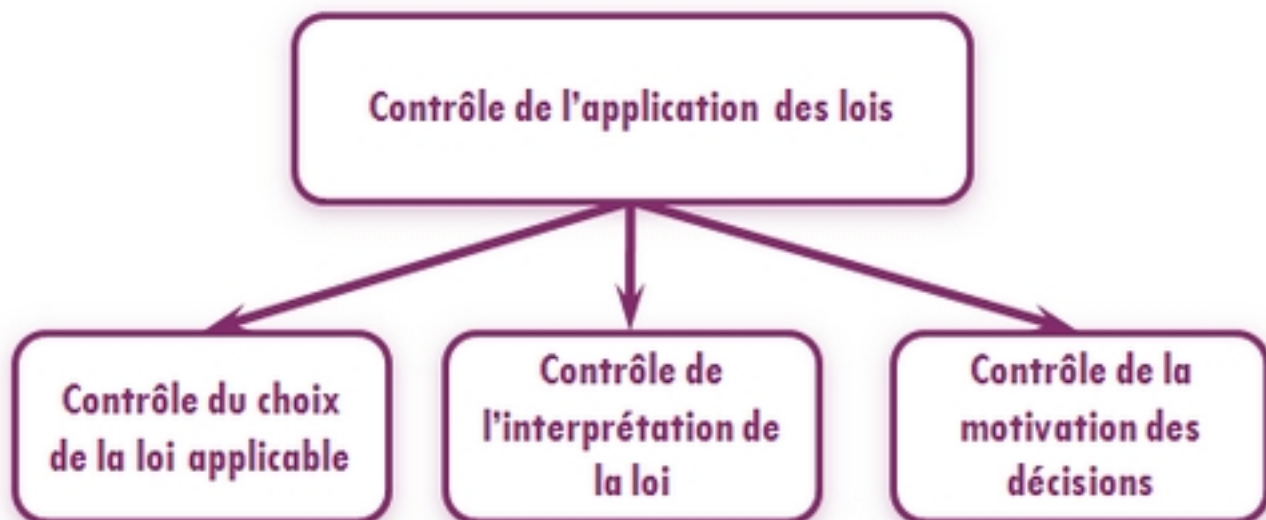 Contrôle de l'application des lois
Contrôle du choix
de la loi applicable
Contrôle de
l'interprétation de
la loi
Contrôle de la
motivation des
décisions